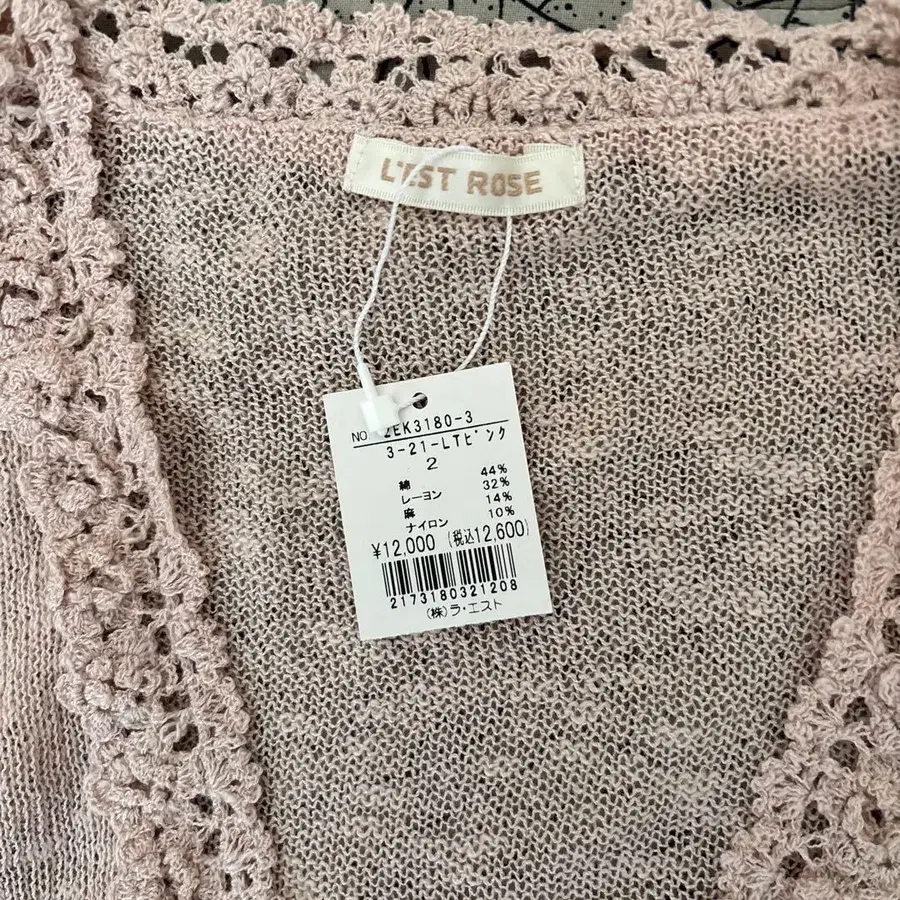 L'EST ROSE
NO. 2EK3180-3
3-21-LTピンク
2
綿 44%
レーヨン 32%
麻 14%
ナイロン 10%
¥12,000 (税込12,600)
2173180321208
(株)ラ・エスト